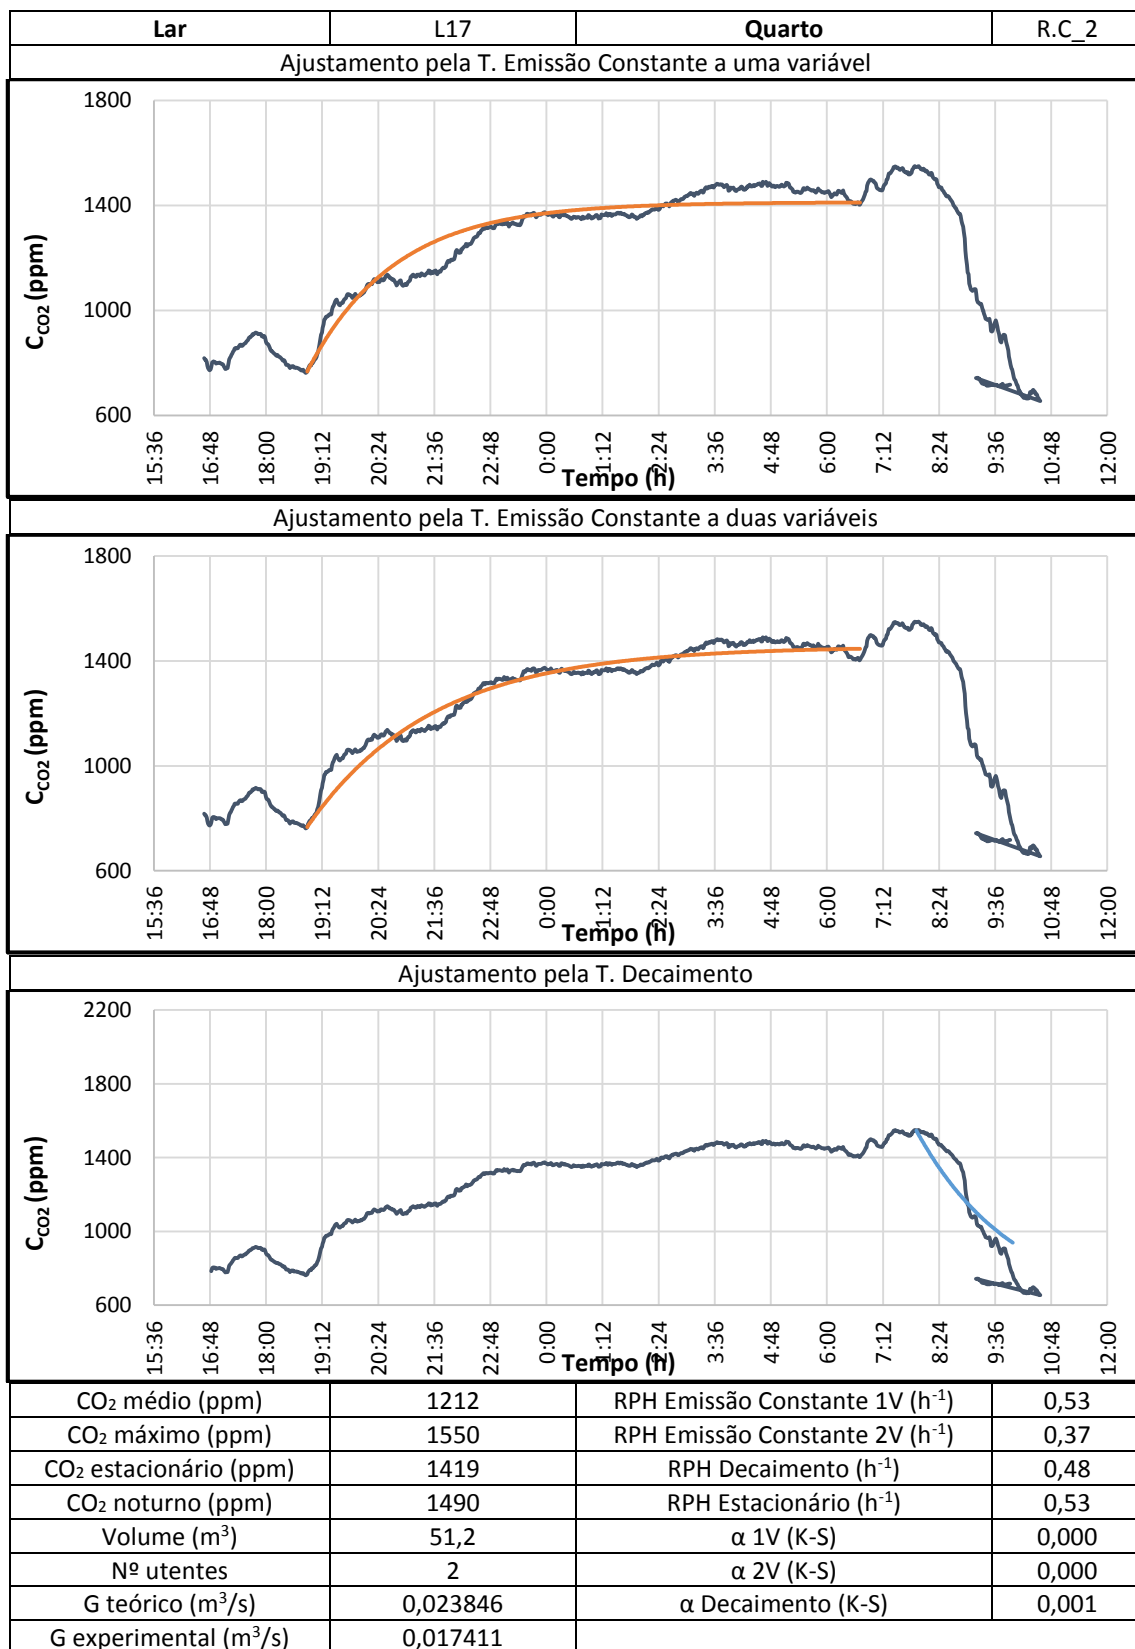 Lar L17 Quarto R.C_2
Ajustamento pela T. Emissão Constante a uma variável
1800
1400
1000
600
C_CO2 (ppm)
15:36 16:48 18:00 19:12 20:24 21:36 22:48 0:00 1:12 2:24 3:36 4:48 6:00 7:12 8:24 9:36 10:48 12:00
Tempo (h)
Ajustamento pela T. Emissão Constante a duas variáveis
1800
1400
1000
600
C_CO2 (ppm)
15:36 16:48 18:00 19:12 20:24 21:36 22:48 0:00 1:12 2:24 3:36 4:48 6:00 7:12 8:24 9:36 10:48 12:00
Tempo (h)
Ajustamento pela T. Decaimento
2200
1800
1400
1000
600
C_CO2 (ppm)
15:36 16:48 18:00 19:12 20:24 21:36 22:48 0:00 1:12 2:24 3:36 4:48 6:00 7:12 8:24 9:36 10:48 12:00
Tempo (h)
CO₂ médio (ppm) 1212 RPH Emissão Constante 1V (h⁻¹) 0,53
CO₂ máximo (ppm) 1550 RPH Emissão Constante 2V (h⁻¹) 0,37
CO₂ estacionário (ppm) 1419 RPH Decaimento (h⁻¹) 0,48
CO₂ noturno (ppm) 1490 RPH Estacionário (h⁻¹) 0,53
Volume (m³) 51,2 α 1V (K-S) 0,000
Nº utentes 2 α 2V (K-S) 0,000
G teórico (m³/s) 0,023846 α Decaimento (K-S) 0,001
G experimental (m³/s) 0,017411